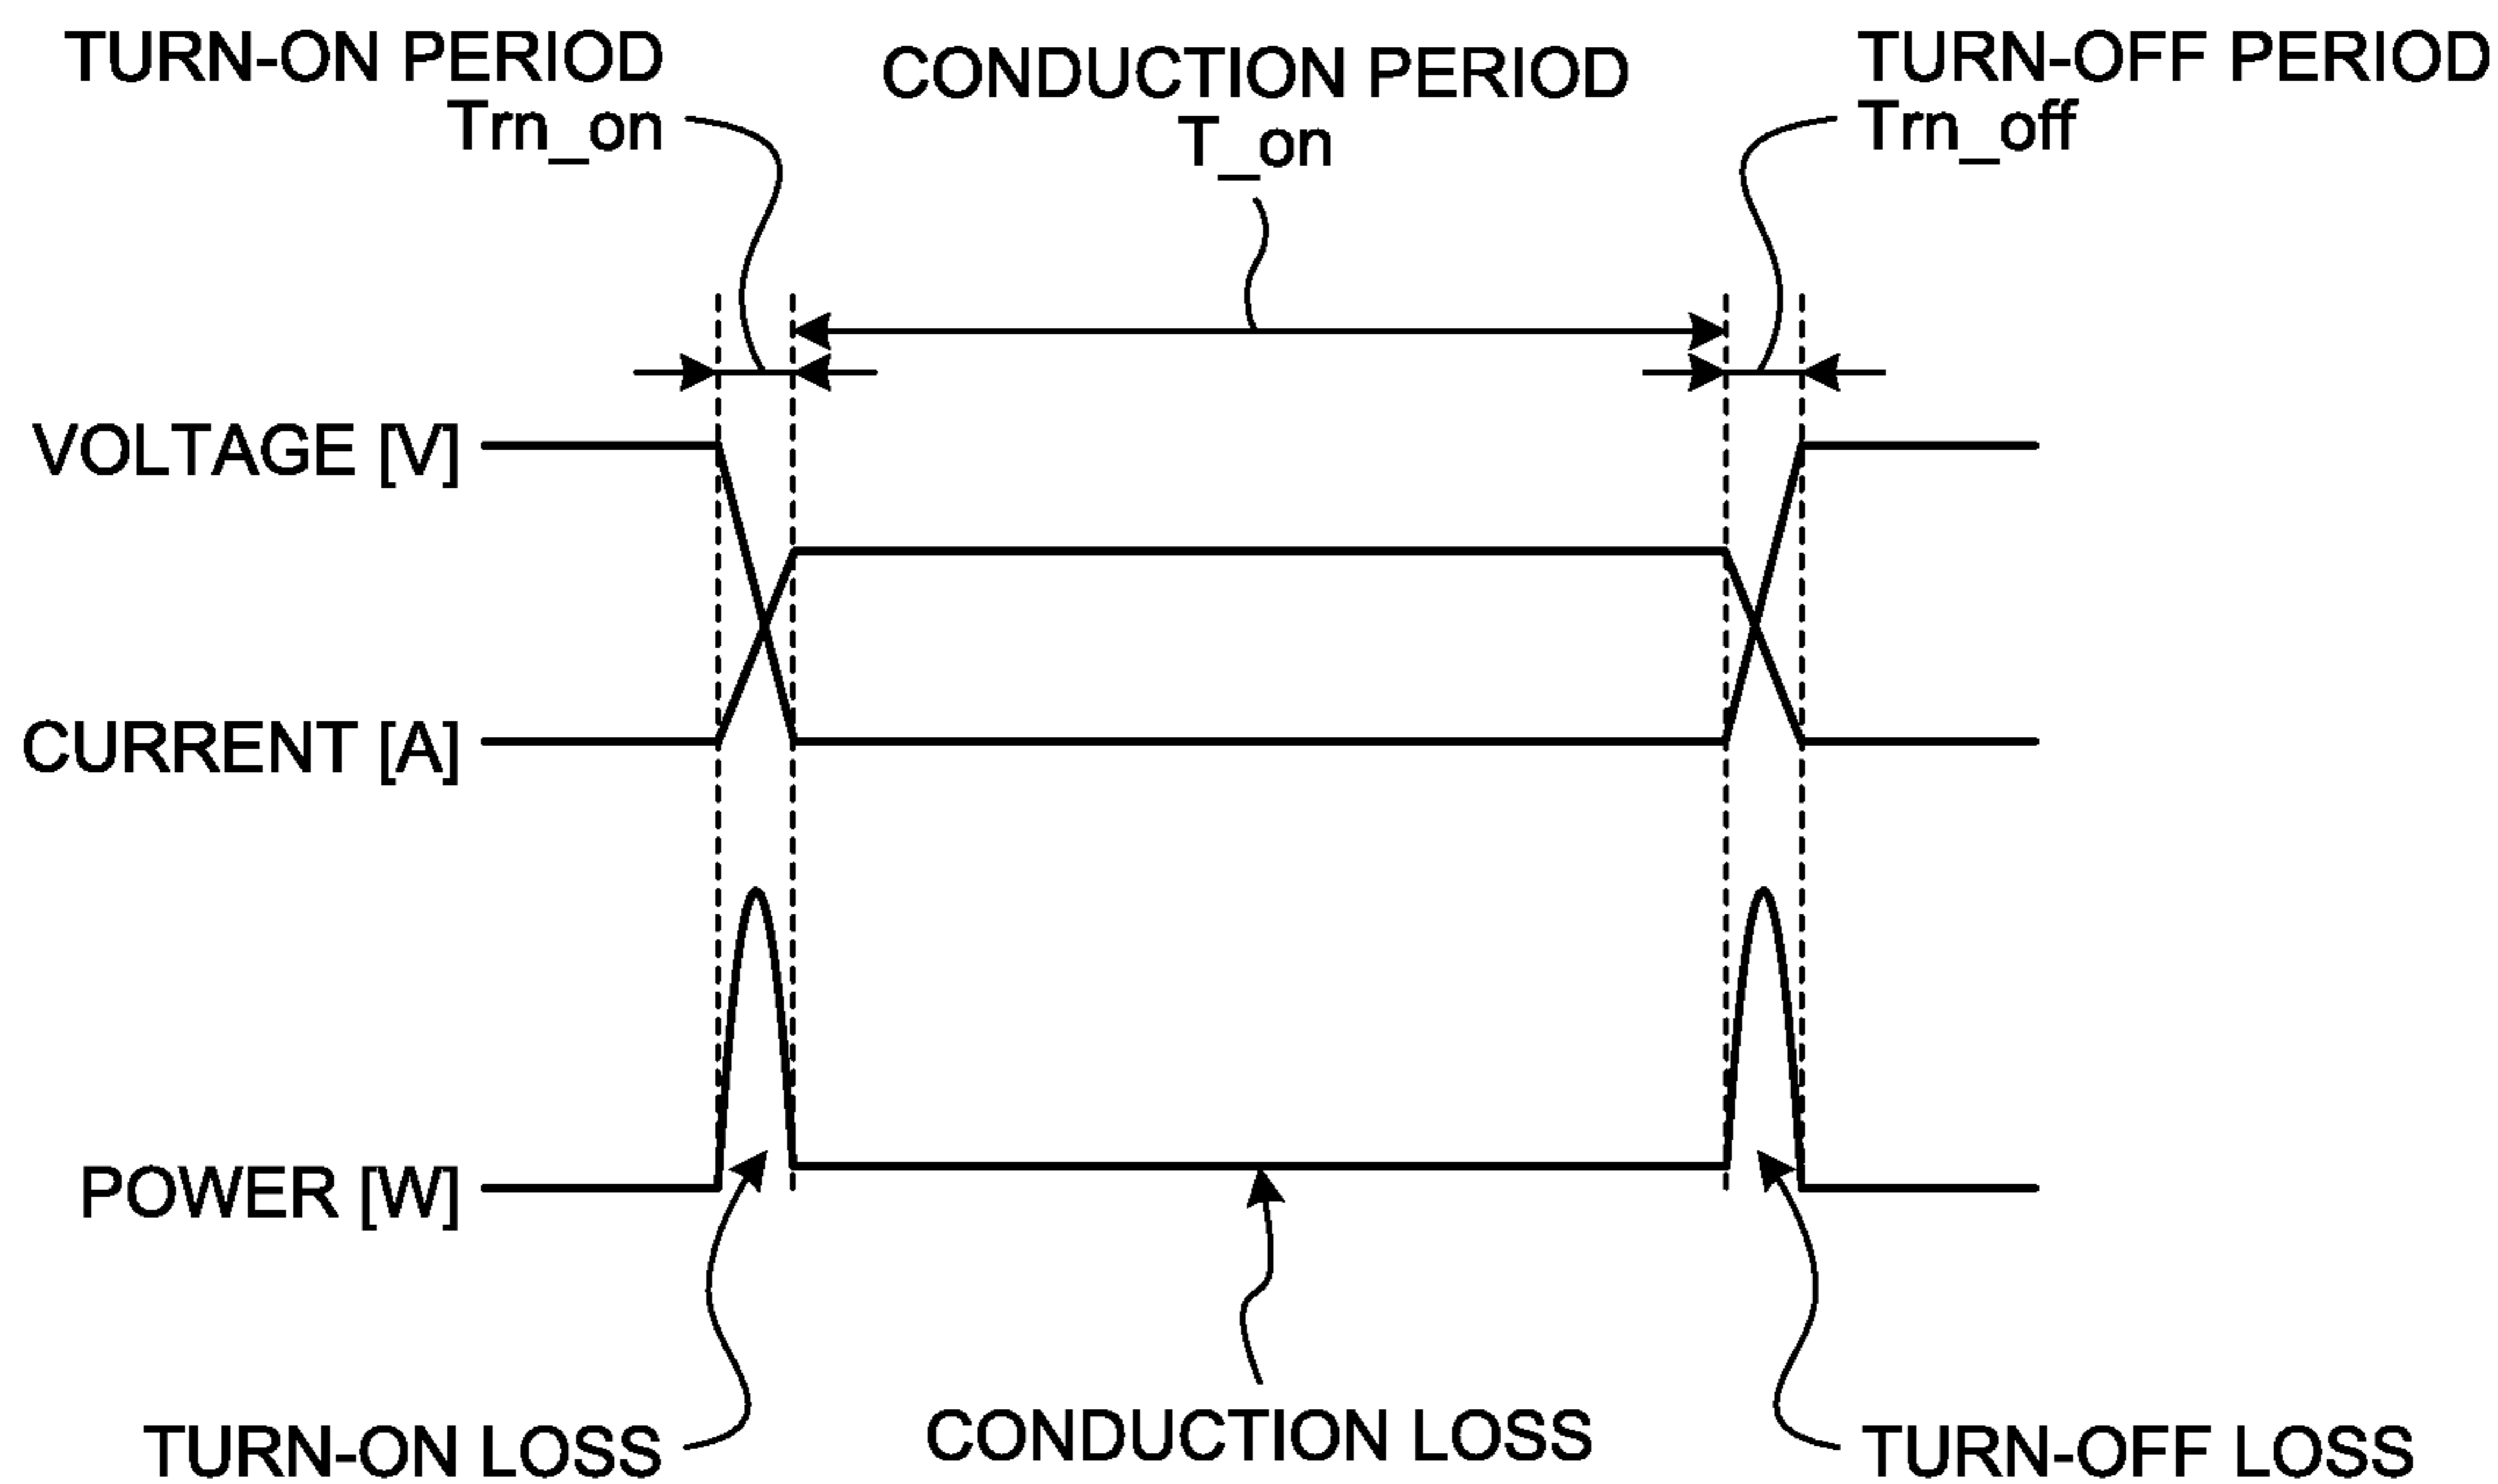 TURN-ON PERIOD
Trn_on
CONDUCTION PERIOD
T_on
TURN-OFF PERIOD
Trn_off
VOLTAGE [V]
CURRENT [A]
POWER [W]
TURN-ON LOSS
CONDUCTION LOSS
TURN-OFF LOSS